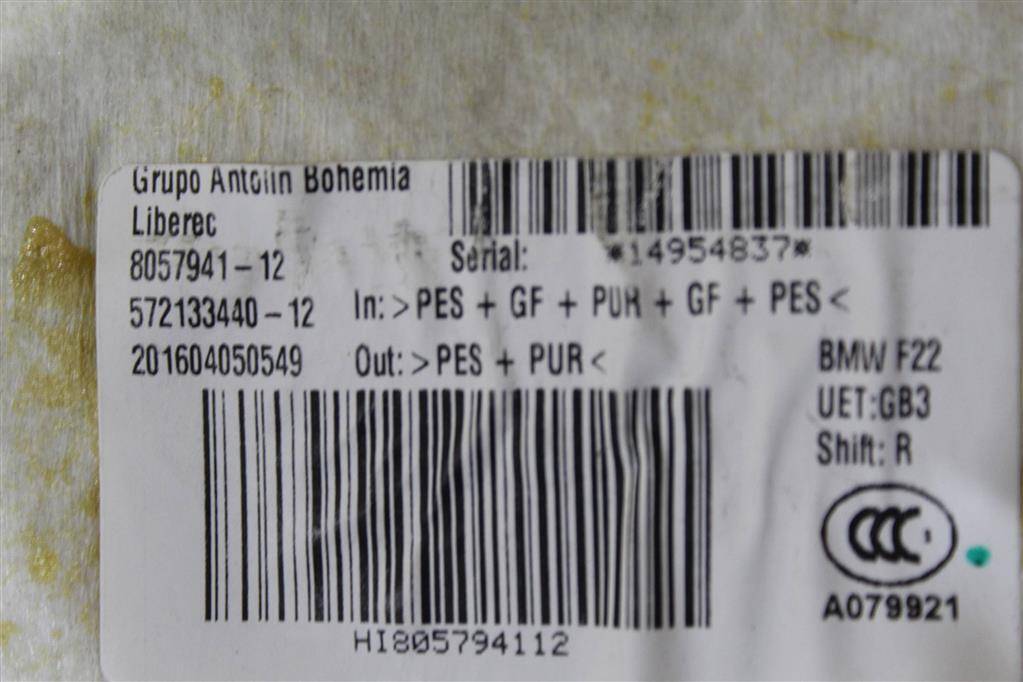 Grupo Antolin Bohemia
Liberec
8057941-12
Serial: *14954837*
572133440-12
In: >PES + GF + PUR + GF + PES<
201604050549
Out: >PES + PUR<
BMW F22
UET:GB3
Shift: R
CCC
A079921
HI805794112